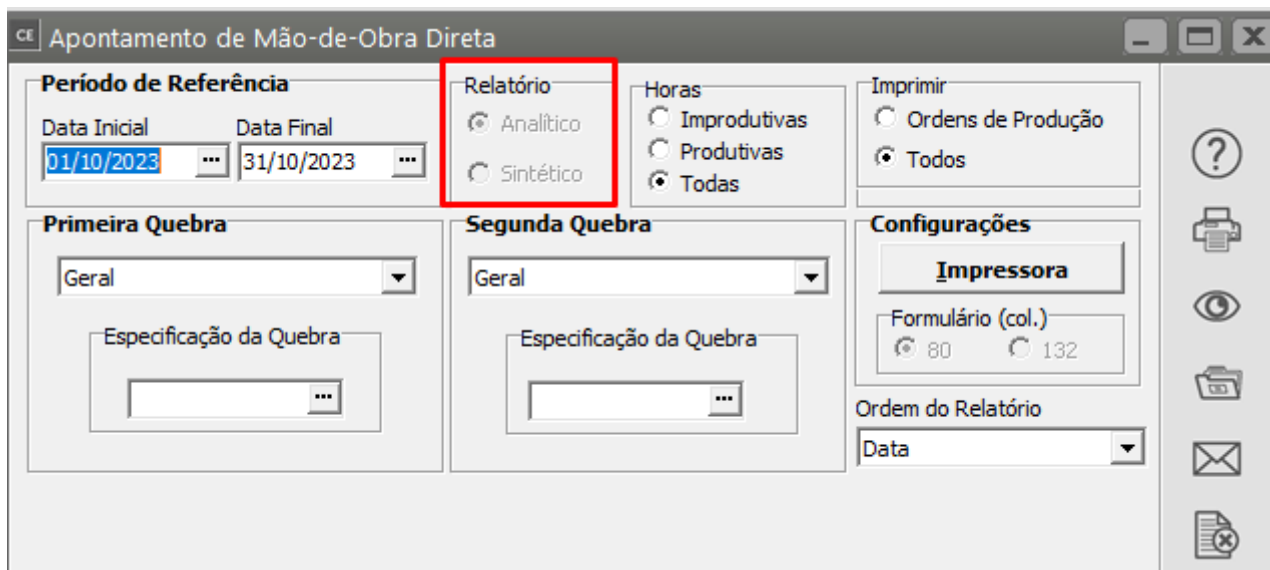 CE Apontamento de Mão-de-Obra Direta
Período de Referência
Data Inicial Data Final
01/10/2023 ... 31/10/2023 ...
Relatório
Analítico
Sintético
Horas
Improdutivas
Produtivas
Todas
Imprimir
Ordens de Produção
Todos
Primeira Quebra
Geral
Especificação da Quebra
...
Segunda Quebra
Geral
Especificação da Quebra
...
Configurações
Impressora
Formulário (col.)
80 132
Ordem do Relatório
Data